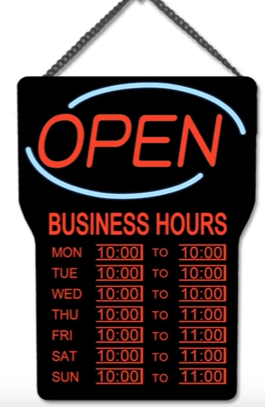 OPEN
BUSINESS HOURS
MON 10:00 TO 10:00
TUE 10:00 TO 10:00
WED 10:00 TO 10:00
THU 10:00 TO 11:00
FRI 10:00 TO 11:00
SAT 10:00 TO 11:00
SUN 10:00 TO 11:00